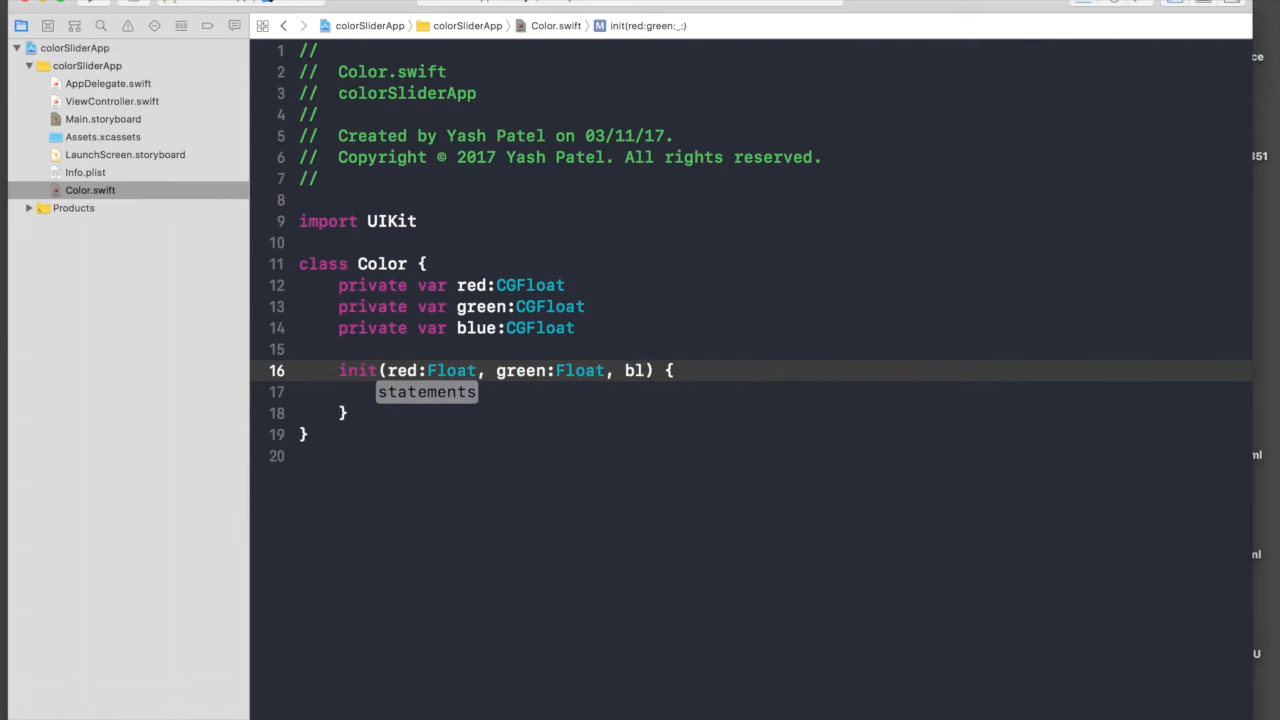 colorSliderApp
colorSliderApp
AppDelegate.swift
ViewController.swift
Main.storyboard
Assets.xcassets
LaunchScreen.storyboard
Info.plist
Color.swift
Products
colorSliderApp colorSliderApp Color.swift M init(red:green:_:)
1 //
2 //  Color.swift
3 //  colorSliderApp
4 //
5 //  Created by Yash Patel on 03/11/17.
6 //  Copyright © 2017 Yash Patel. All rights reserved.
7 //
8
9 import UIKit
10
11 class Color {
12     private var red:CGFloat
13     private var green:CGFloat
14     private var blue:CGFloat
15
16     init(red:Float, green:Float, bl) {
17         statements
18     }
19 }
20
ce
351
ml
ml
U